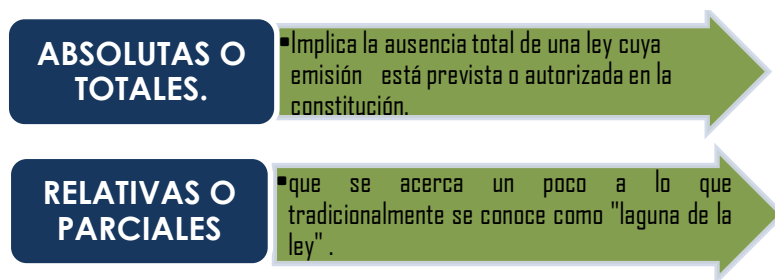 ABSOLUTAS O
TOTALES.
▪Implica la ausencia total de una ley cuya
emisión está prevista o autorizada en la
constitución.
RELATIVAS O
PARCIALES
▪que se acerca un poco a lo que
tradicionalmente se conoce como "laguna de la
ley" .